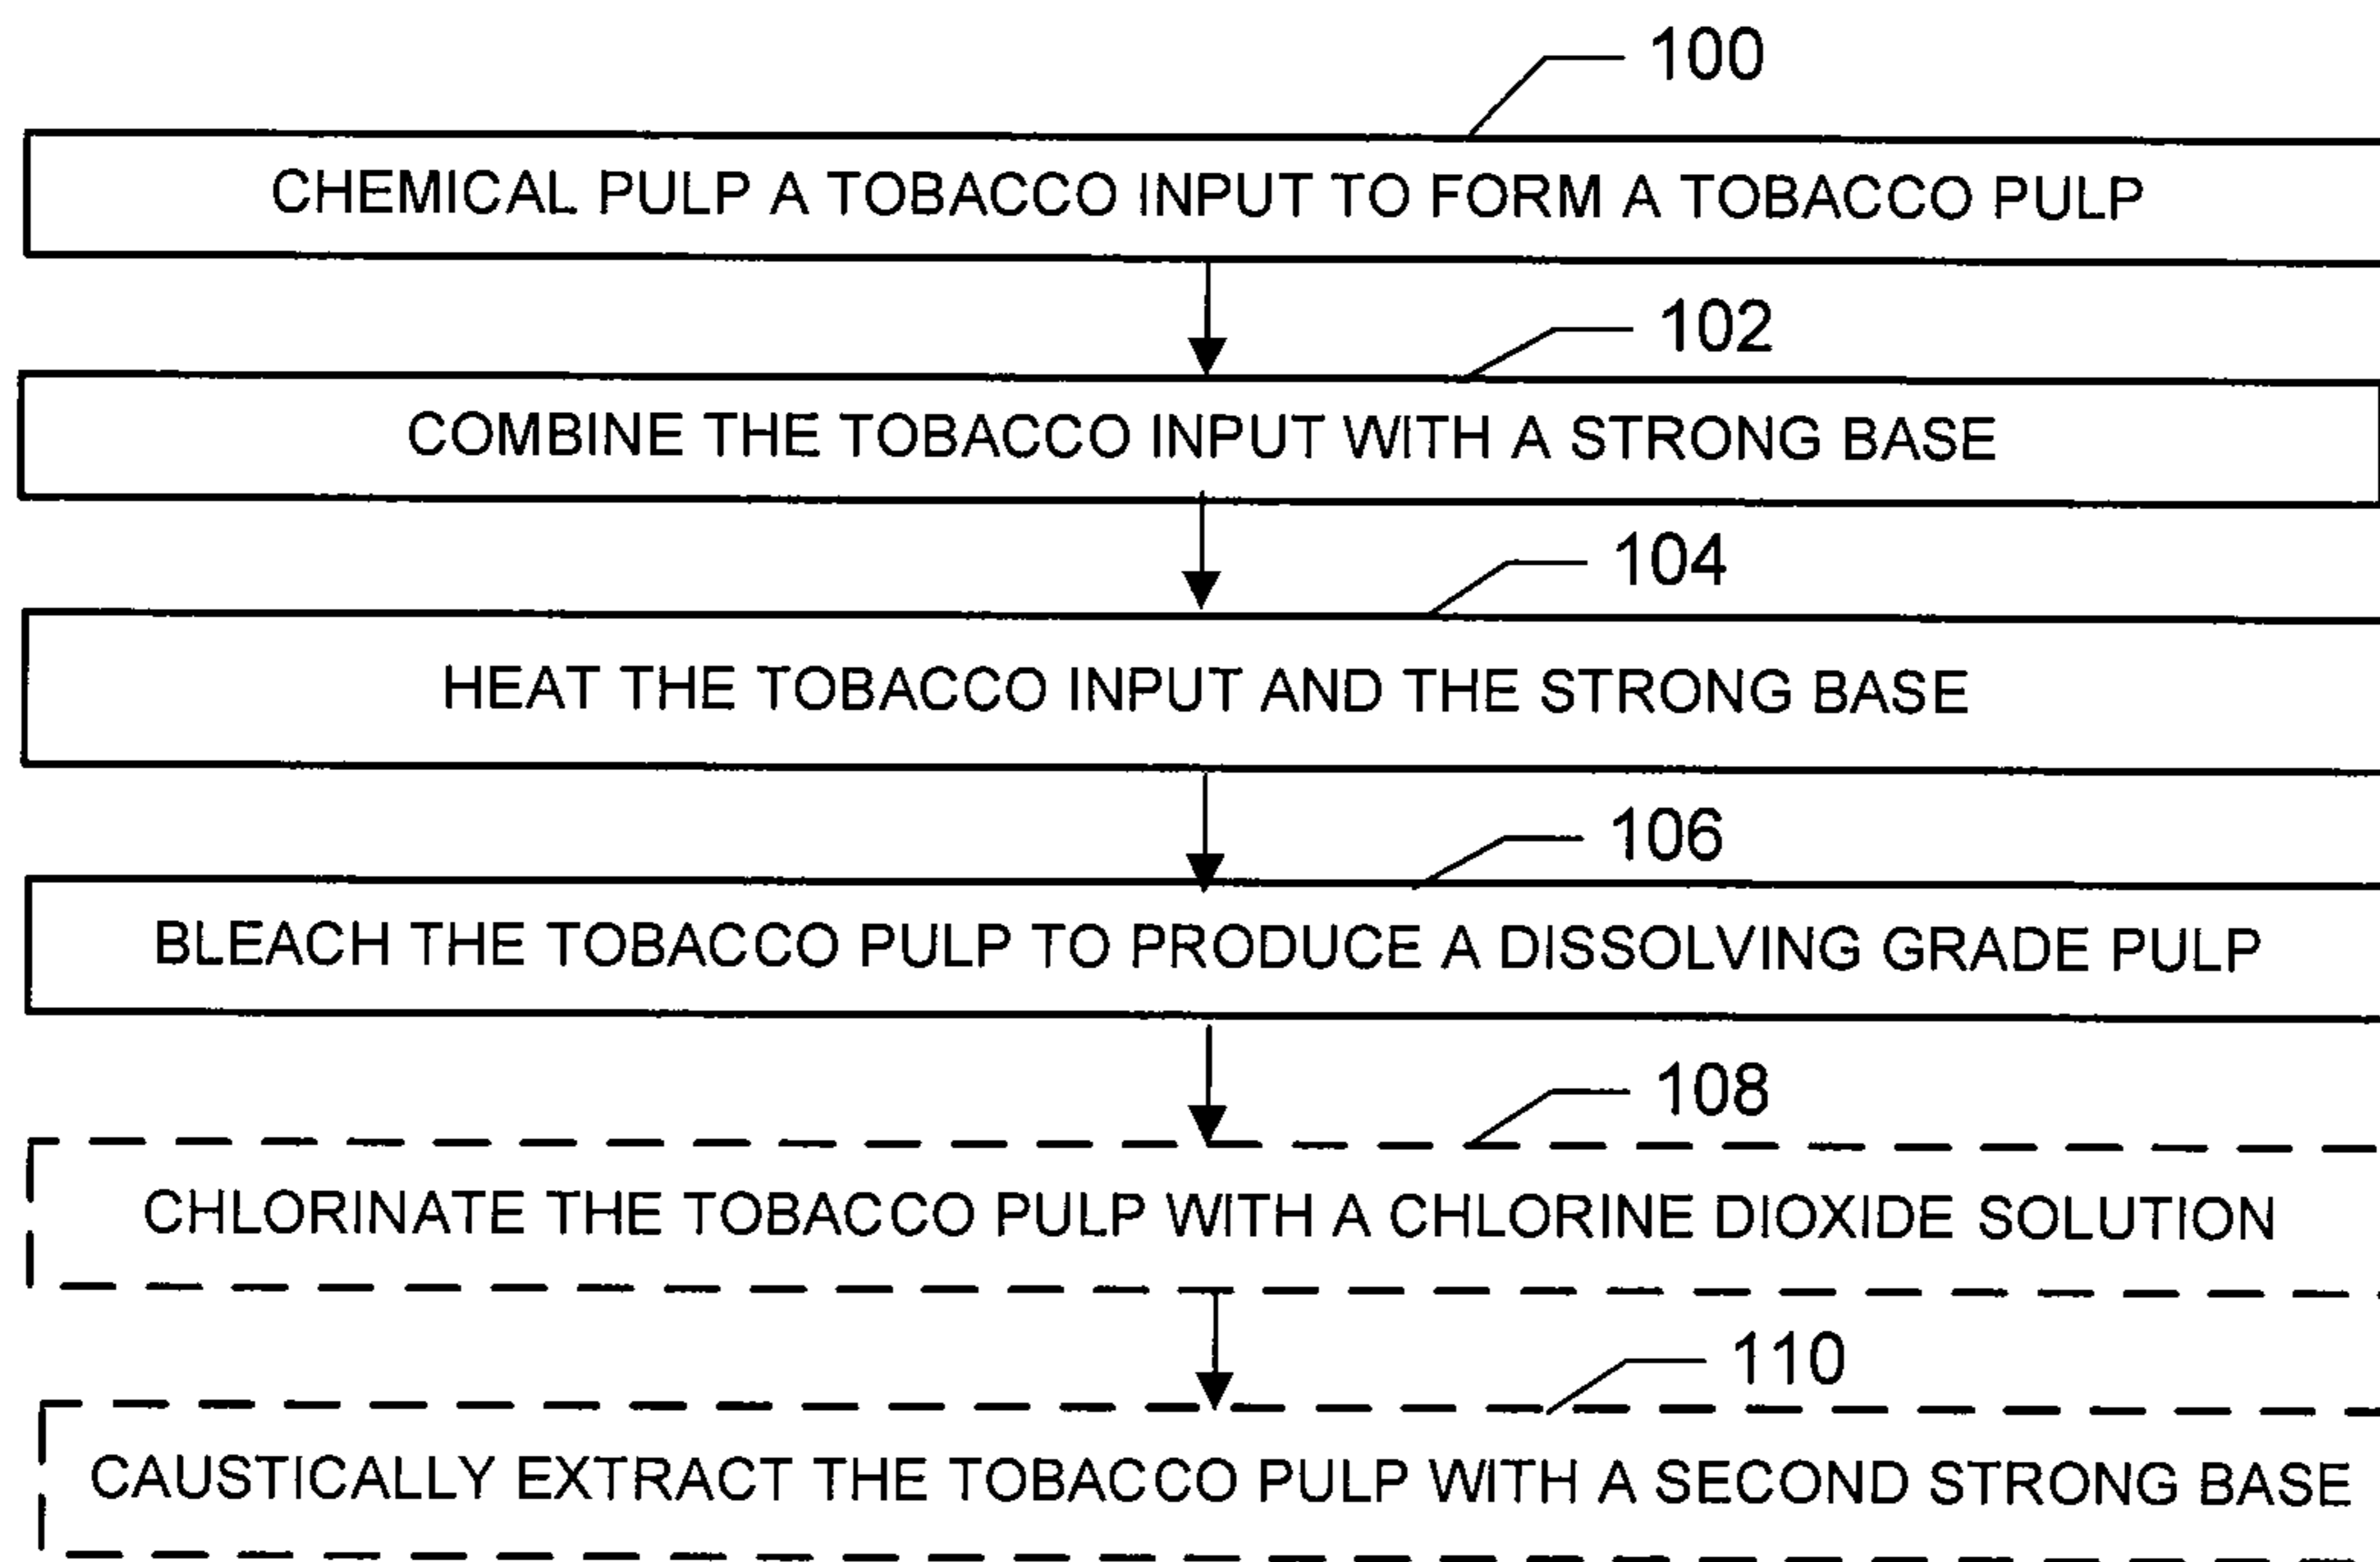 100
CHEMICAL PULP A TOBACCO INPUT TO FORM A TOBACCO PULP
102
COMBINE THE TOBACCO INPUT WITH A STRONG BASE
104
HEAT THE TOBACCO INPUT AND THE STRONG BASE
106
BLEACH THE TOBACCO PULP TO PRODUCE A DISSOLVING GRADE PULP
108
CHLORINATE THE TOBACCO PULP WITH A CHLORINE DIOXIDE SOLUTION
110
CAUSTICALLY EXTRACT THE TOBACCO PULP WITH A SECOND STRONG BASE